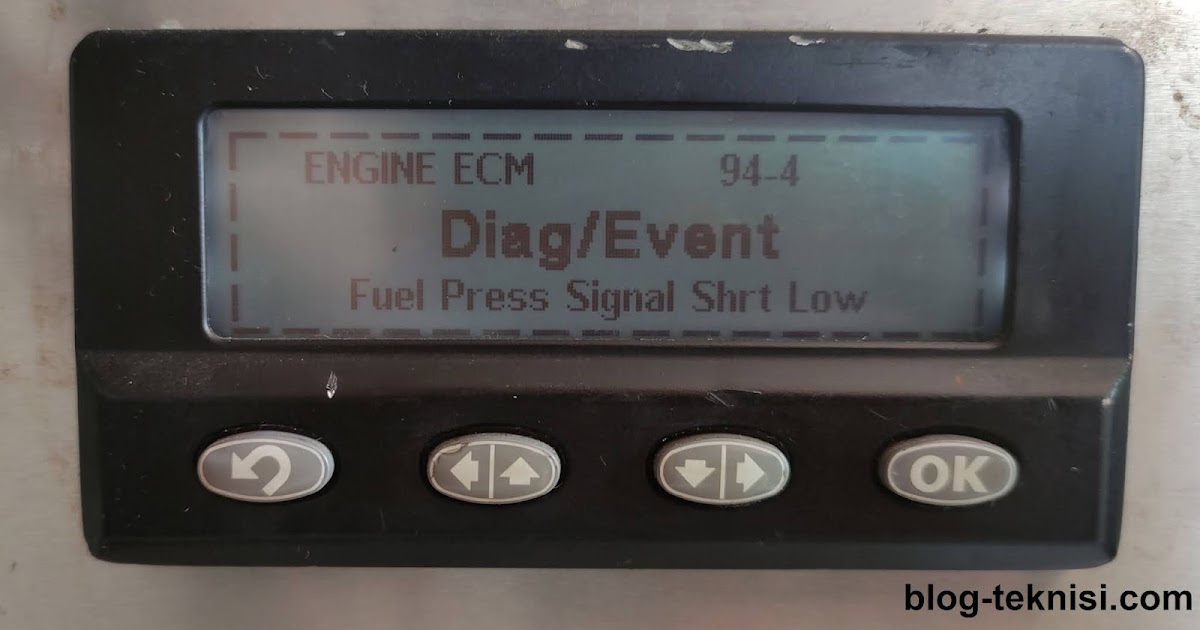 ENGINE ECM 94-4
Diag/Event
Fuel Press Signal Shrt Low
OK
blog-teknisi.com